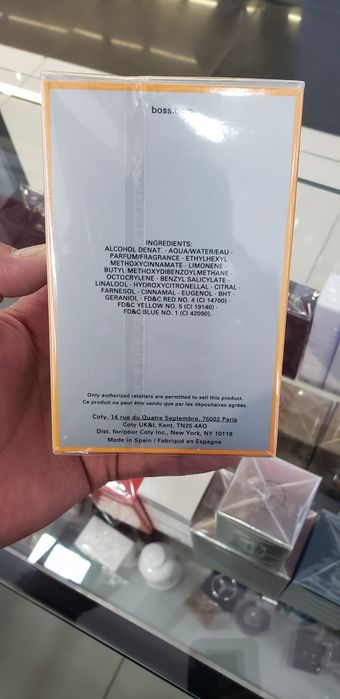 INGREDIENTS:
ALCOHOL DENAT. · AQUA/WATER/EAU ·
PARFUM/FRAGRANCE · ETHYLHEXYL
METHOXYCINNAMATE · LIMONENE ·
BUTYL METHOXYDIBENZOYLMETHANE ·
OCTOCRYLENE · BENZYL SALICYLATE ·
LINALOOL · HYDROXYCITRONELLAL · CITRAL ·
FARNESOL · CINNAMAL · EUGENOL · BHT ·
GERANIOL · FD&C RED NO. 4 (CI 14700) ·
FD&C YELLOW NO. 5 (CI 19140) ·
FD&C BLUE NO. 1 (CI 42090).
Only authorized retailers are permitted to sell this product.
Ce produit ne peut être vendu que par les dépositaires agréés.
Coty, 14 rue du Quatre Septembre, 75002 Paris
Coty UK&I, Kent, TN25 4AQ
Dist. for/pour Coty Inc., New York, NY 10118
Made in Spain / Fabriqué en Espagne